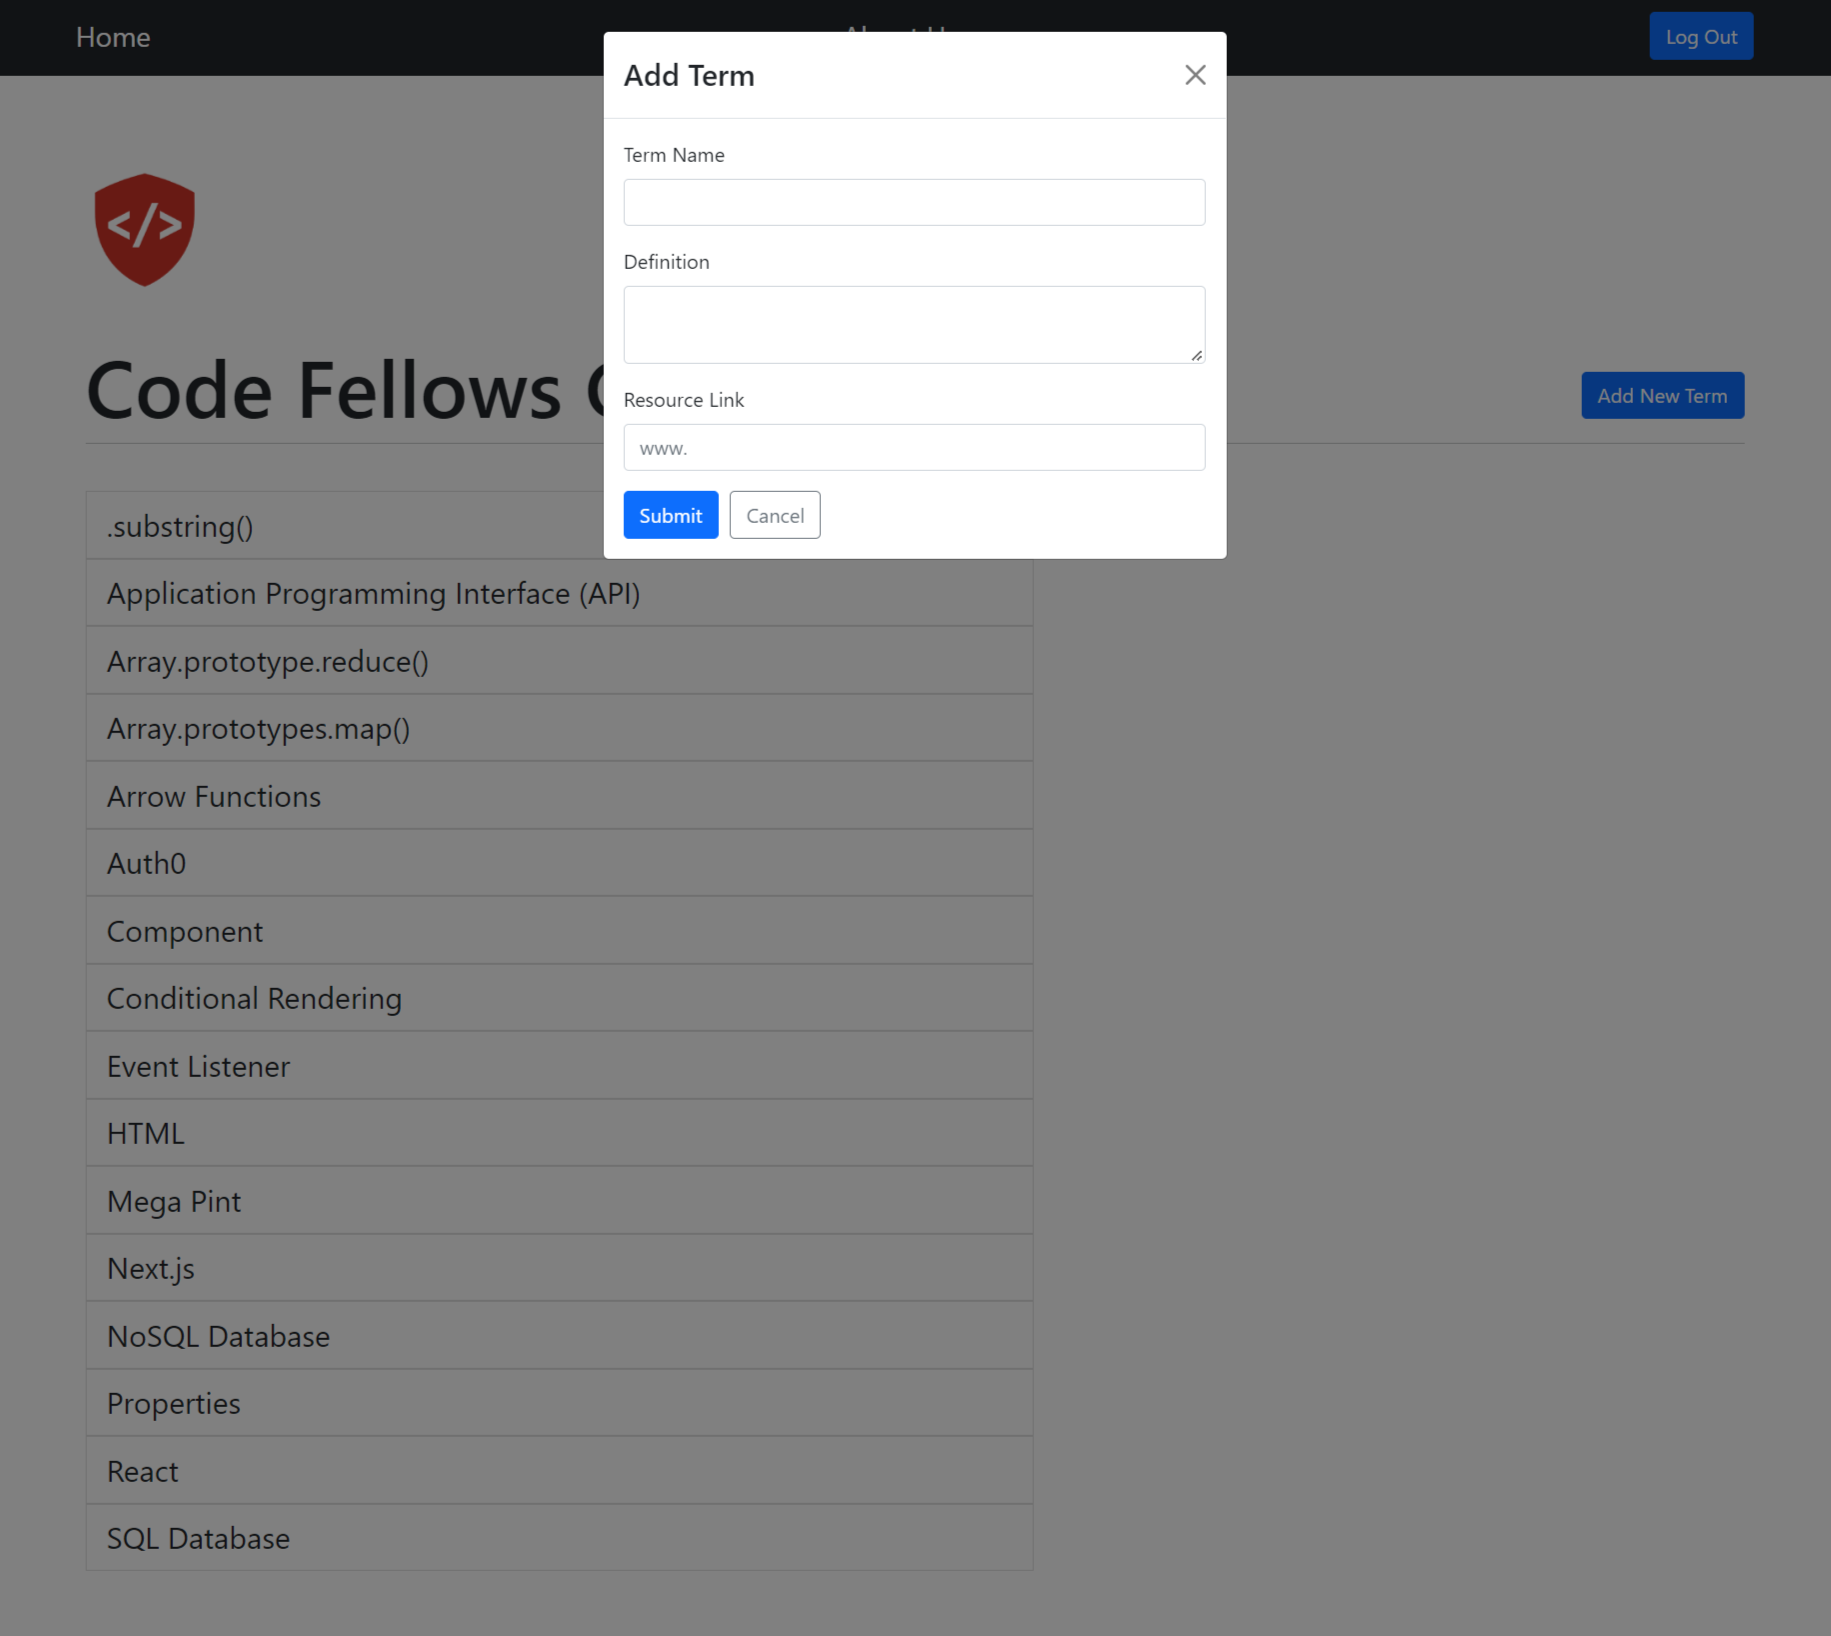 Home
Log Out
Add Term
Term Name
Definition
Resource Link
www.
Submit
Cancel
</>
Code Fellows
Add New Term
.substring()
Application Programming Interface (API)
Array.prototype.reduce()
Array.prototypes.map()
Arrow Functions
Auth0
Component
Conditional Rendering
Event Listener
HTML
Mega Pint
Next.js
NoSQL Database
Properties
React
SQL Database